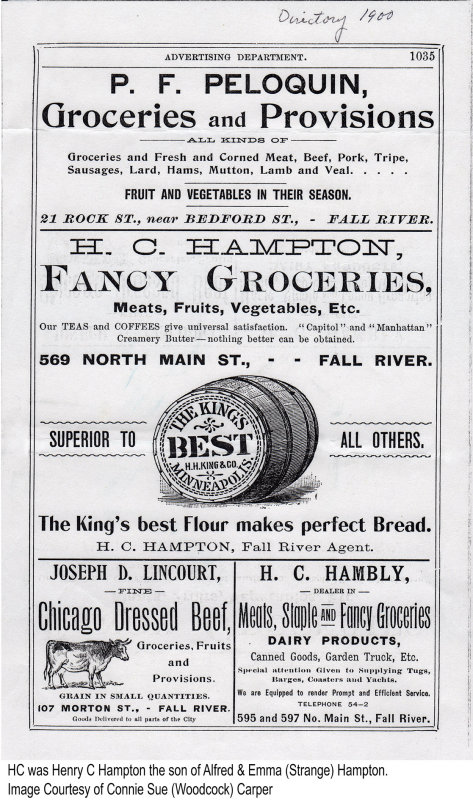 Directory 1900
ADVERTISING DEPARTMENT. 1035
P. F. PELOQUIN,
Groceries and Provisions
ALL KINDS OF
Groceries and Fresh and Corned Meat, Beef, Pork, Tripe,
Sausages, Lard, Hams, Mutton, Lamb and Veal. . . . .
FRUIT AND VEGETABLES IN THEIR SEASON.
21 ROCK ST., near BEDFORD ST., - FALL RIVER.
H. C. HAMPTON,
FANCY GROCERIES,
Meats, Fruits, Vegetables, Etc.
Our TEAS and COFFEES give universal satisfaction. "Capitol" and "Manhattan"
Creamery Butter—nothing better can be obtained.
569 NORTH MAIN ST., - - FALL RIVER.
SUPERIOR TO
THE KING'S
BEST
H.H. KING & CO.
MINNEAPOLIS.
ALL OTHERS.
The King's best Flour makes perfect Bread.
H. C. HAMPTON, Fall River Agent.
JOSEPH D. LINCOURT,
—FINE—
Chicago Dressed Beef,
Groceries, Fruits
and
Provisions.
GRAIN IN SMALL QUANTITIES.
107 MORTON ST., - FALL RIVER.
Goods Delivered to all parts of the City
H. C. HAMBLY,
— DEALER IN —
Meats, Staple AND Fancy Groceries
DAIRY PRODUCTS,
Canned Goods, Garden Truck, Etc.
Special attention Given to Supplying Tugs,
Barges, Coasters and Yachts.
We are Equipped to render Prompt and Efficient Service.
TELEPHONE 54-2
595 and 597 No. Main St., Fall River.
HC was Henry C Hampton the son of Alfred & Emma (Strange) Hampton.
Image Courtesy of Connie Sue (Woodcock) Carper